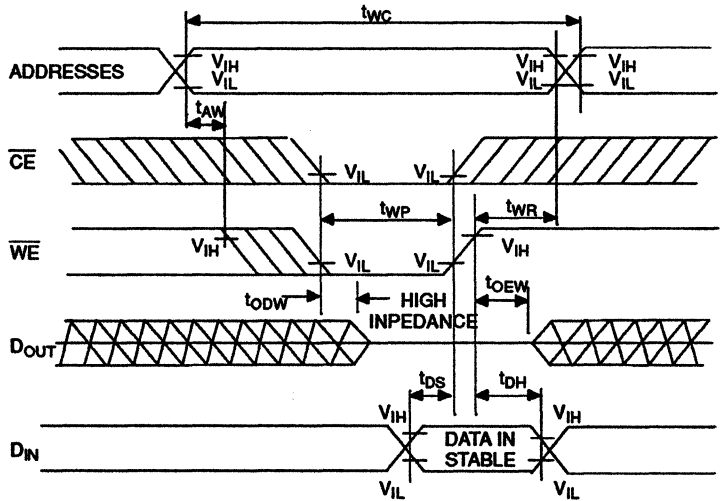 tWC
ADDRESSES
VIH
VIL
VIH
VIL
VIH
VIL
tAW
CE
VIL
VIL
tWP
tWR
WE
VIH
VIL
VIL
VIH
tODW
HIGH
IMPEDANCE
tOEW
DOUT
tDS
tDH
VIH
VIH
DIN
DATA IN
STABLE
VIL
VIL